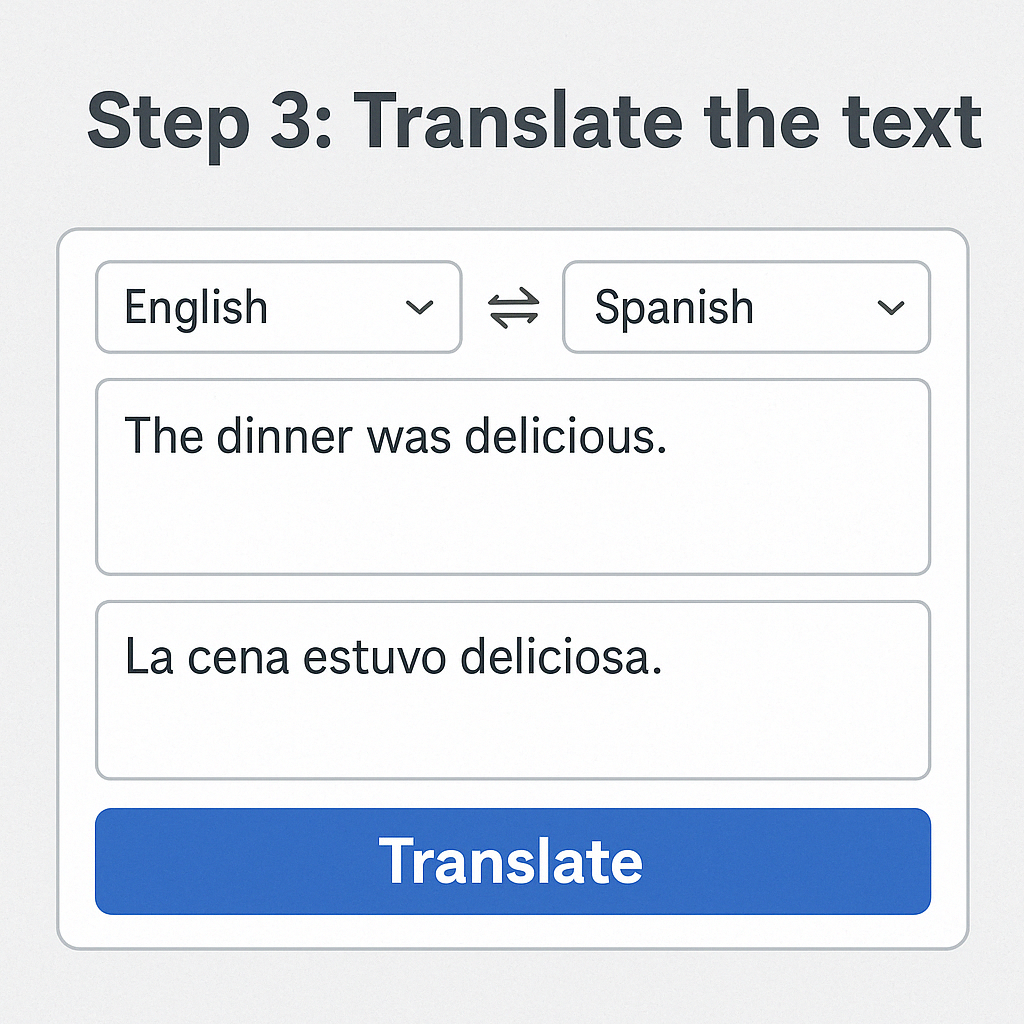 Step 3: Translate the text
English
Spanish
The dinner was delicious.
La cena estuvo deliciosa.
Translate